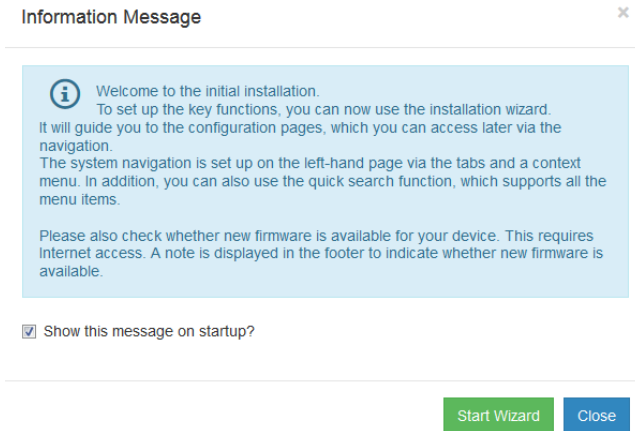 Information Message
×
Welcome to the initial installation.
To set up the key functions, you can now use the installation wizard.
It will guide you to the configuration pages, which you can access later via the
navigation.
The system navigation is set up on the left-hand page via the tabs and a context
menu. In addition, you can also use the quick search function, which supports all the
menu items.
Please also check whether new firmware is available for your device. This requires
Internet access. A note is displayed in the footer to indicate whether new firmware is
available.
Show this message on startup?
Start Wizard
Close